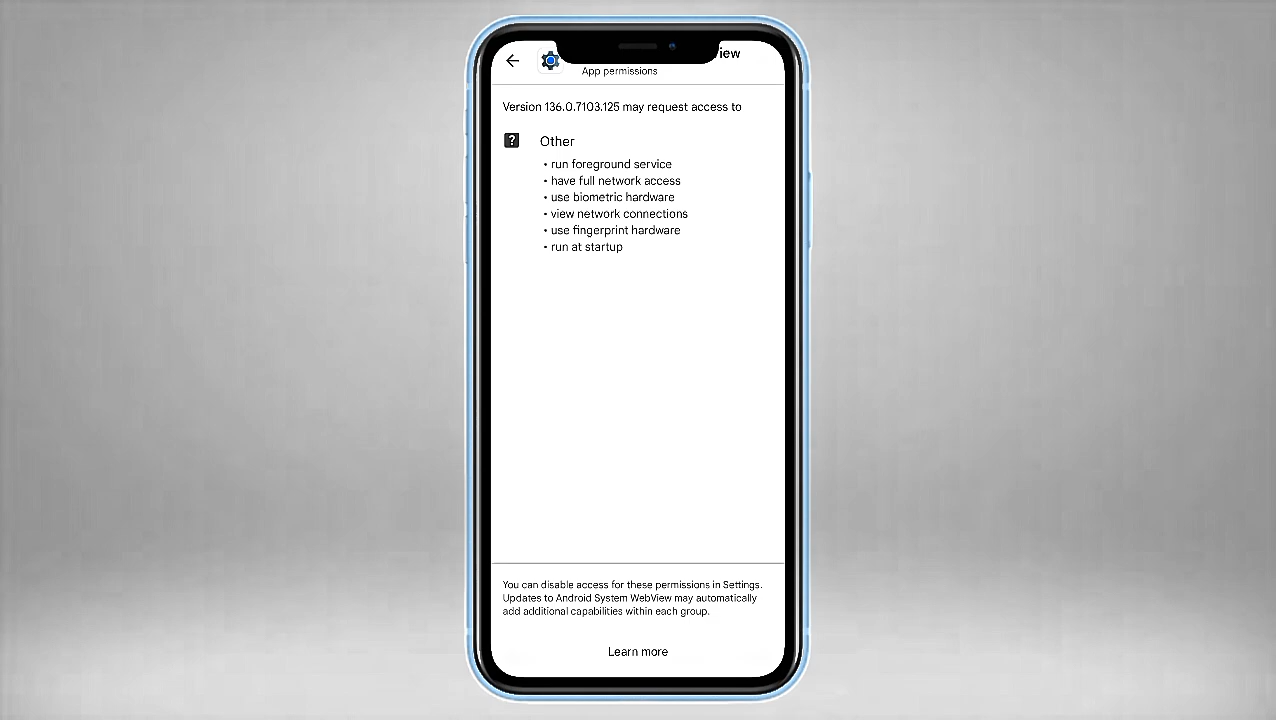 iew
App permissions
Version 136.0.7103.125 may request access to
?
Other
• run foreground service
• have full network access
• use biometric hardware
• view network connections
• use fingerprint hardware
• run at startup
You can disable access for these permissions in Settings.
Updates to Android System WebView may automatically
add additional capabilities within each group.
Learn more